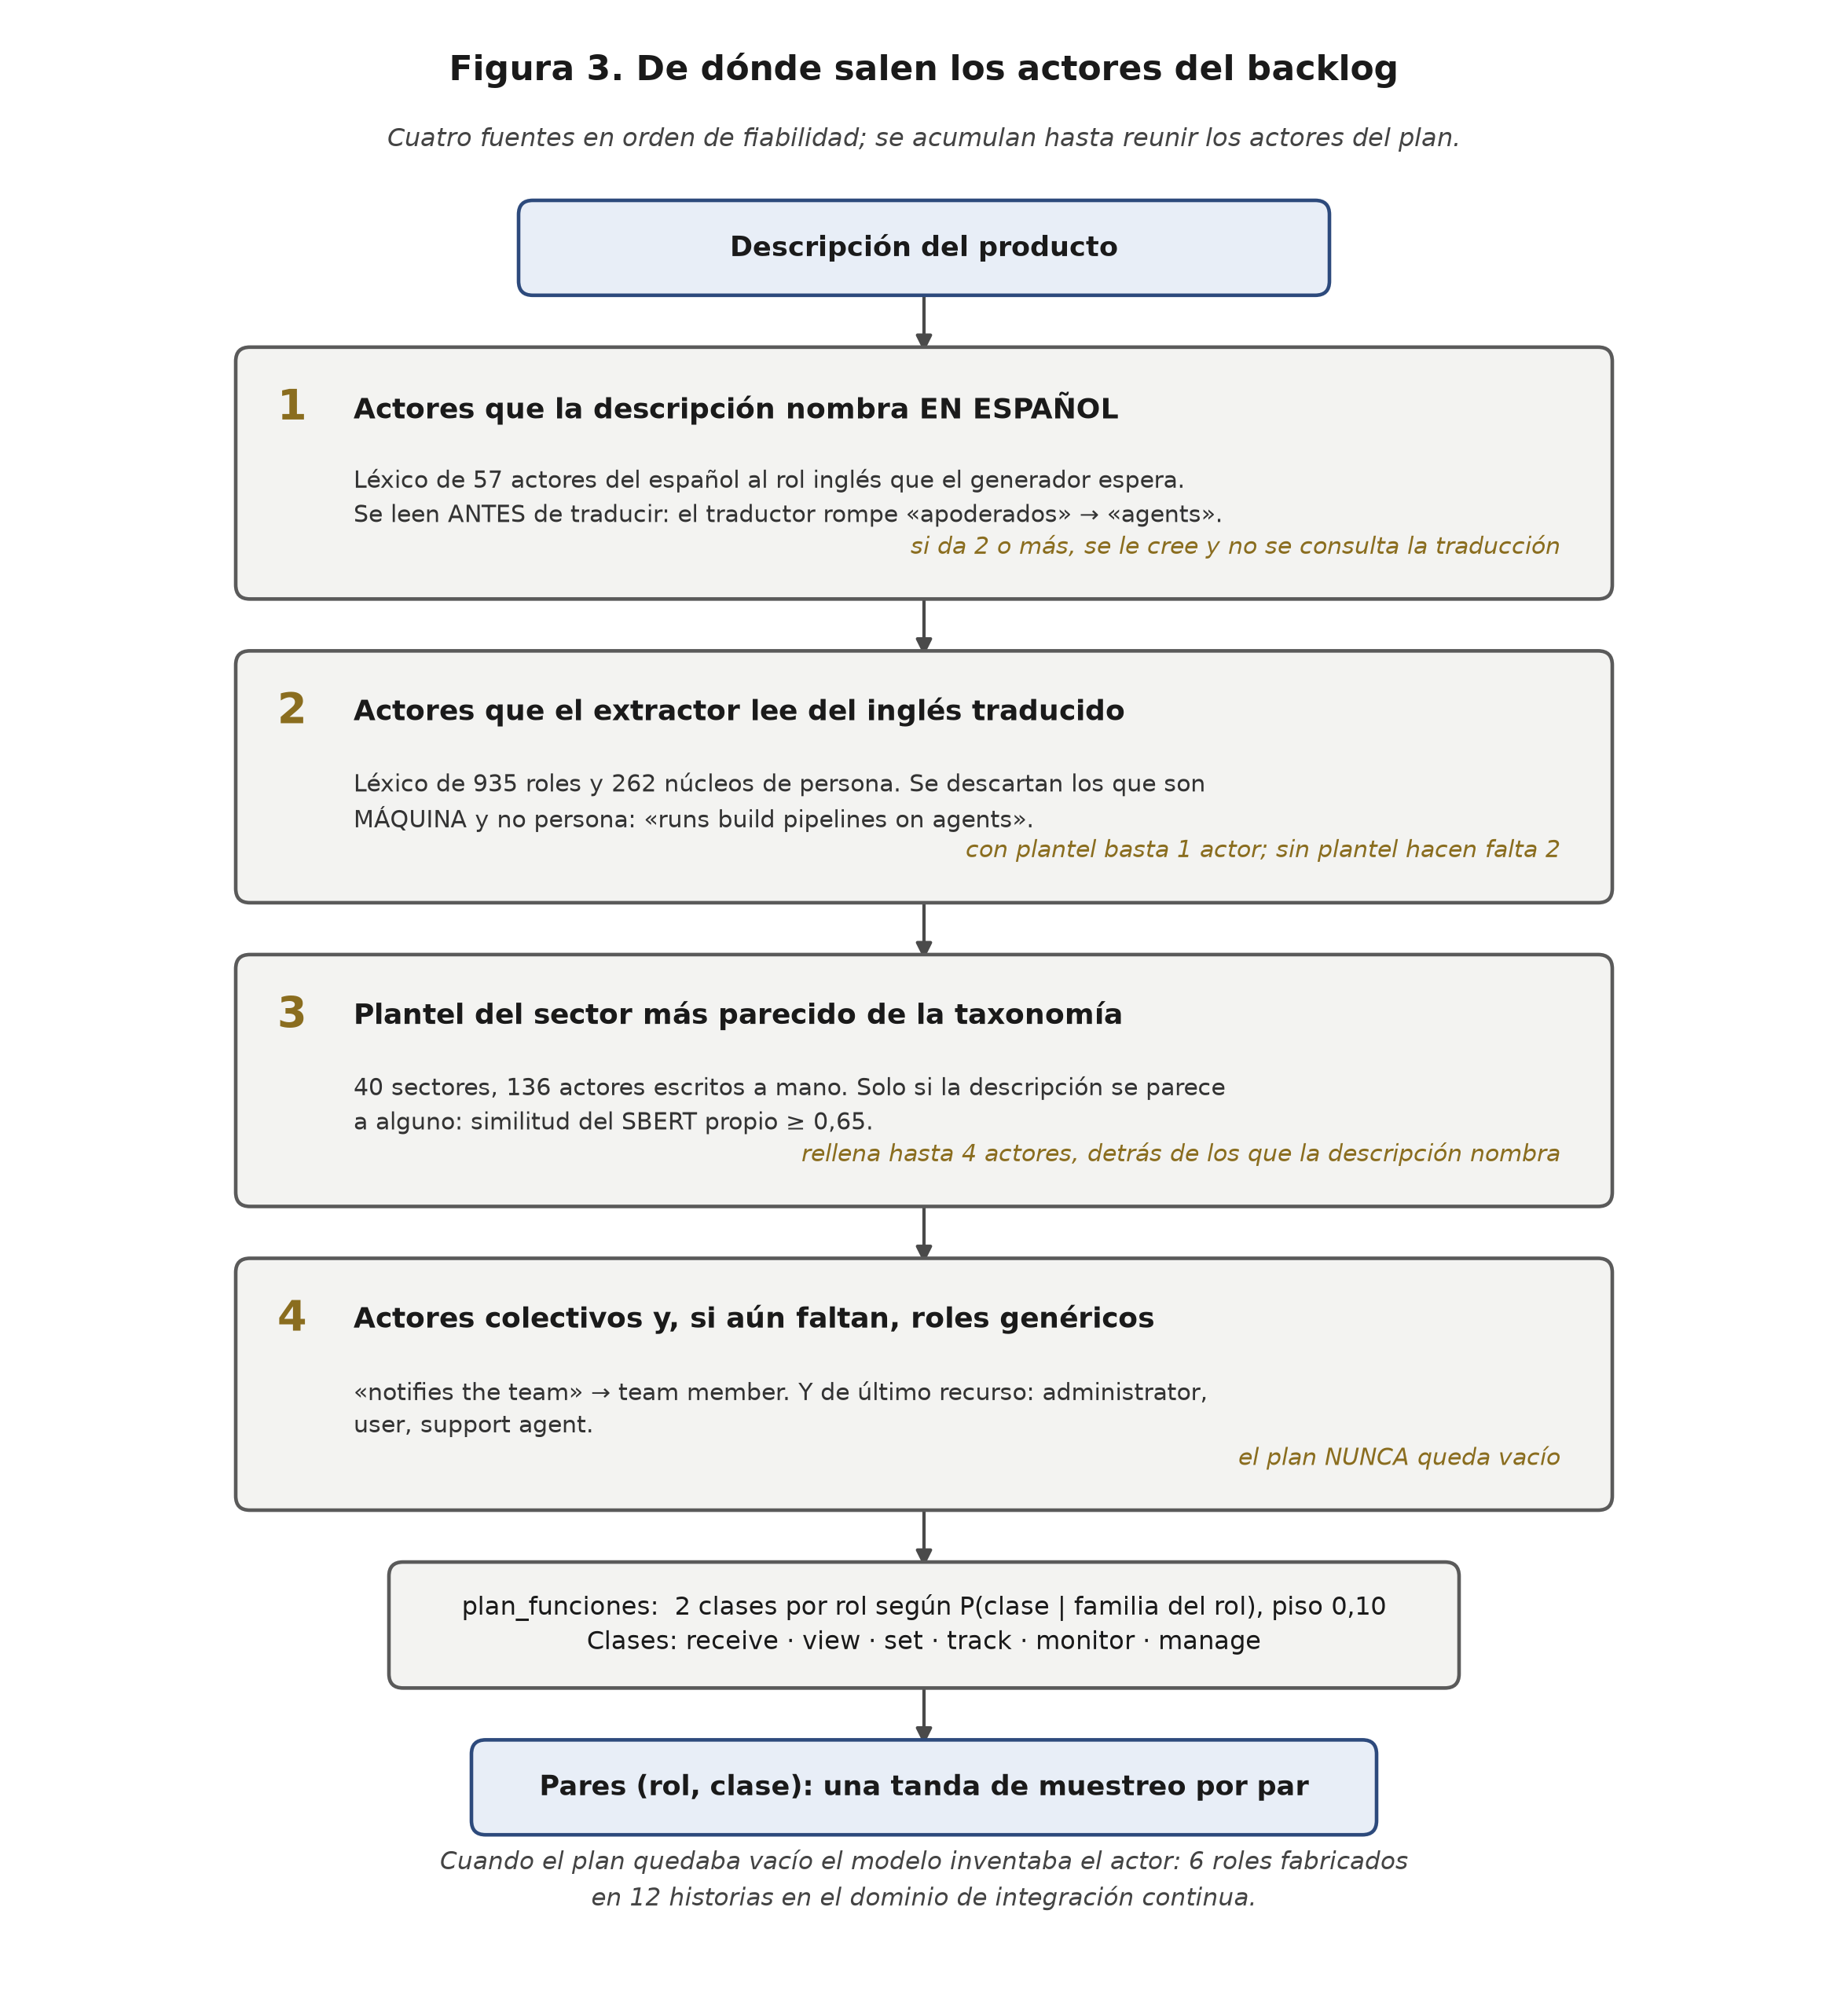 Figura 3. De dónde salen los actores del backlog
Cuatro fuentes en orden de fiabilidad; se acumulan hasta reunir los actores del plan.
Descripción del producto
1
Actores que la descripción nombra EN ESPAÑOL
Léxico de 57 actores del español al rol inglés que el generador espera.
Se leen ANTES de traducir: el traductor rompe «apoderados» → «agents».
si da 2 o más, se le cree y no se consulta la traducción
2
Actores que el extractor lee del inglés traducido
Léxico de 935 roles y 262 núcleos de persona. Se descartan los que son
MÁQUINA y no persona: «runs build pipelines on agents».
con plantel basta 1 actor; sin plantel hacen falta 2
3
Plantel del sector más parecido de la taxonomía
40 sectores, 136 actores escritos a mano. Solo si la descripción se parece
a alguno: similitud del SBERT propio ≥ 0,65.
rellena hasta 4 actores, detrás de los que la descripción nombra
4
Actores colectivos y, si aún faltan, roles genéricos
«notifies the team» → team member. Y de último recurso: administrator,
user, support agent.
el plan NUNCA queda vacío
plan_funciones:  2 clases por rol según P(clase | familia del rol), piso 0,10
Clases: receive · view · set · track · monitor · manage
Pares (rol, clase): una tanda de muestreo por par
Cuando el plan quedaba vacío el modelo inventaba el actor: 6 roles fabricados
en 12 historias en el dominio de integración continua.